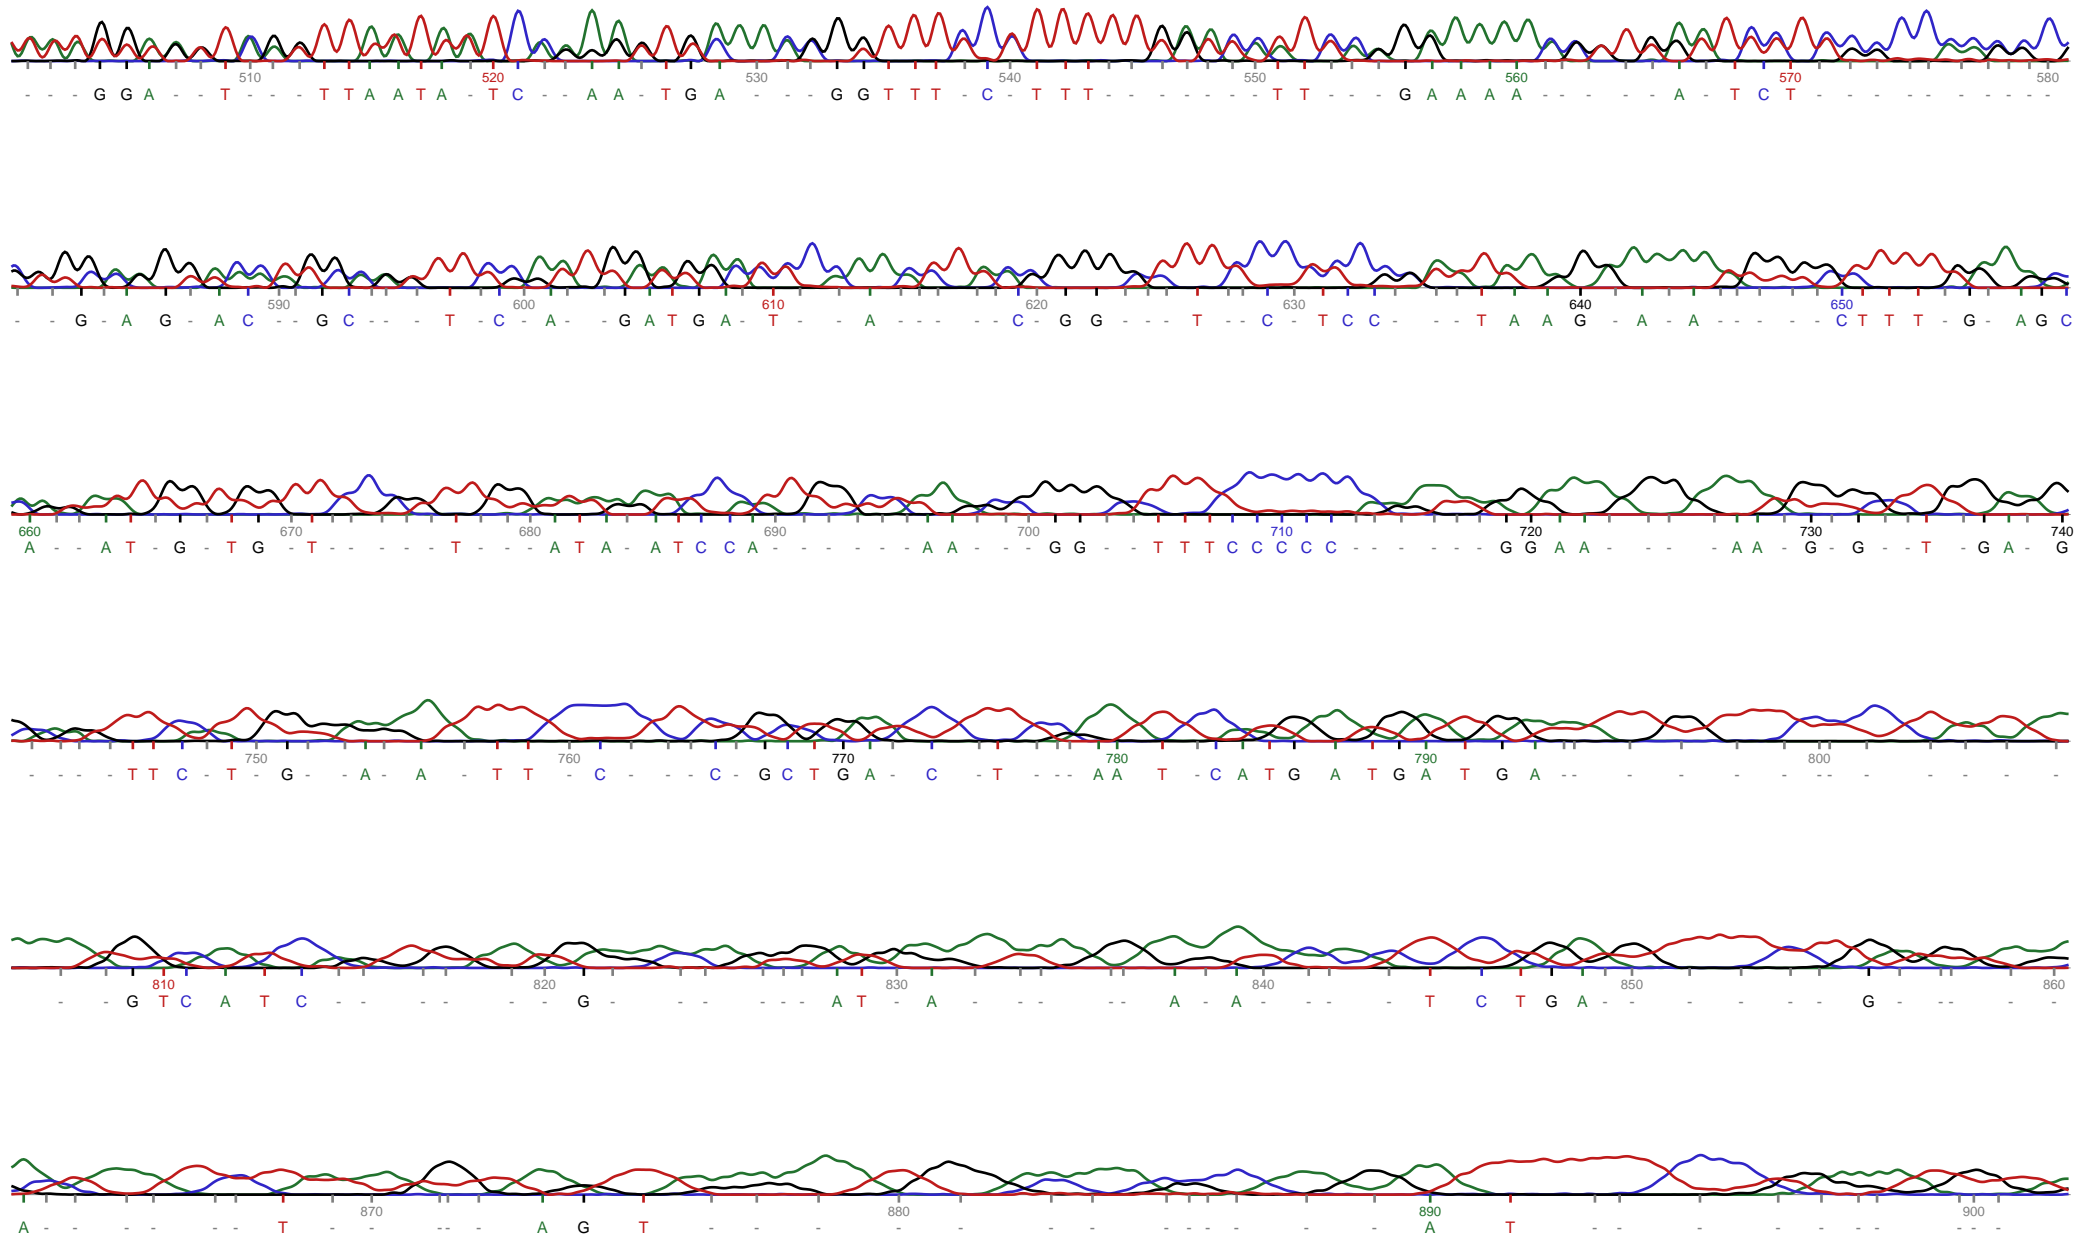 510 520 530 540 550 560 570 580
- - - G G A - - T - - - T T A A T A - T C - - A A - T G A - - - G G T T T - C - T T T - - - - - - - T T - - - G A A A A - - - - - A - T C T - - - - - - - - - -
590 600 610 620 630 640 650
- - G - A - G - A C - - G C - - - T - C - A - - G A T G A - T - - A - - - - - C - G G - - - T - - C - T C C - - - T A A G - A - A - - - - - C T T T - G - A G C
660 670 680 690 700 710 720 730 740
A - - A T - G - T G - T - - - - - T - - - A T A - A T C C A - - - - - - A A - - - G G - - T T T C C C C C - - - - - - G G A A - - - - A A - G - G - - T - G A - G
750 760 770 780 790 800
- - - - T T C - T - G - - A - A - T T - C - - - C - G C T G A - C - T - - - - A A T - C A T G A T G A T G A - - - - - - - - - - - - -
810 820 830 840 850 860
- - G T C A T C - - - - - G - - - - - - - A T - A - - - - - A - A - - - - T C T G A - - - - - - G - - - - -
870 880 890 900
A - - - - - - T - - - - - A G T - - - - - - - - - - - - - - A T - - - - - - - - - -